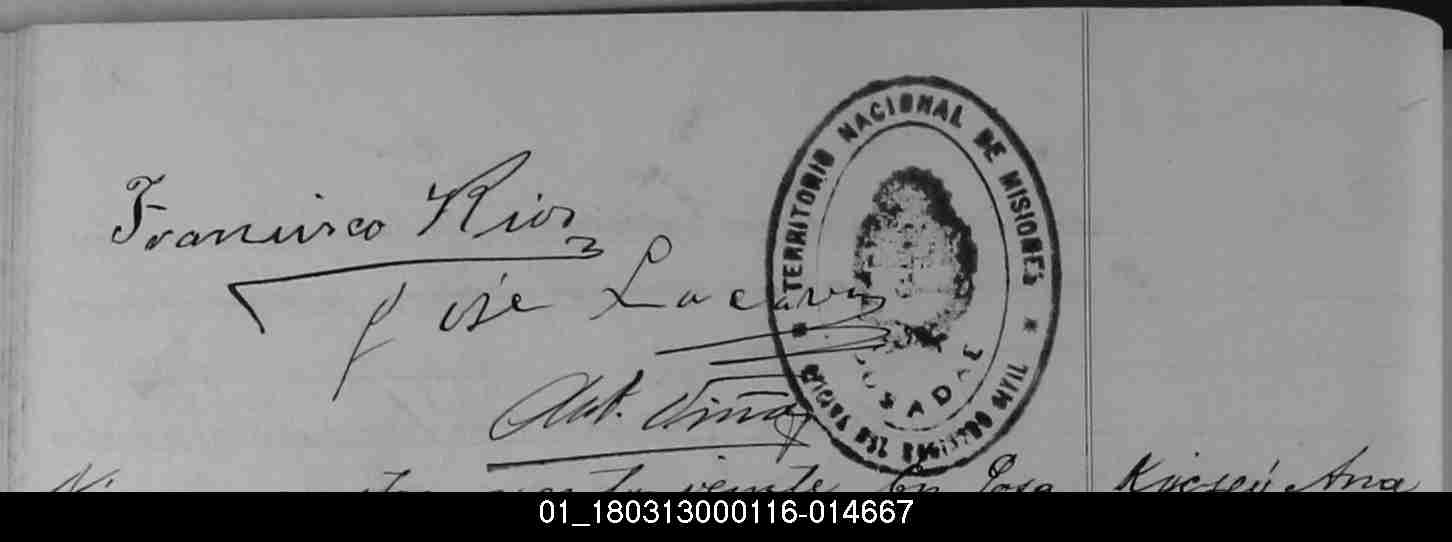 Francisco Rios
José Lacava
TERRITORIO NACIONAL DE MISIONES
POSADAS
OFICINA DEL REGISTRO CIVIL
Ant. Viña
veinte En Posa
Ana
01_180313000116-014667